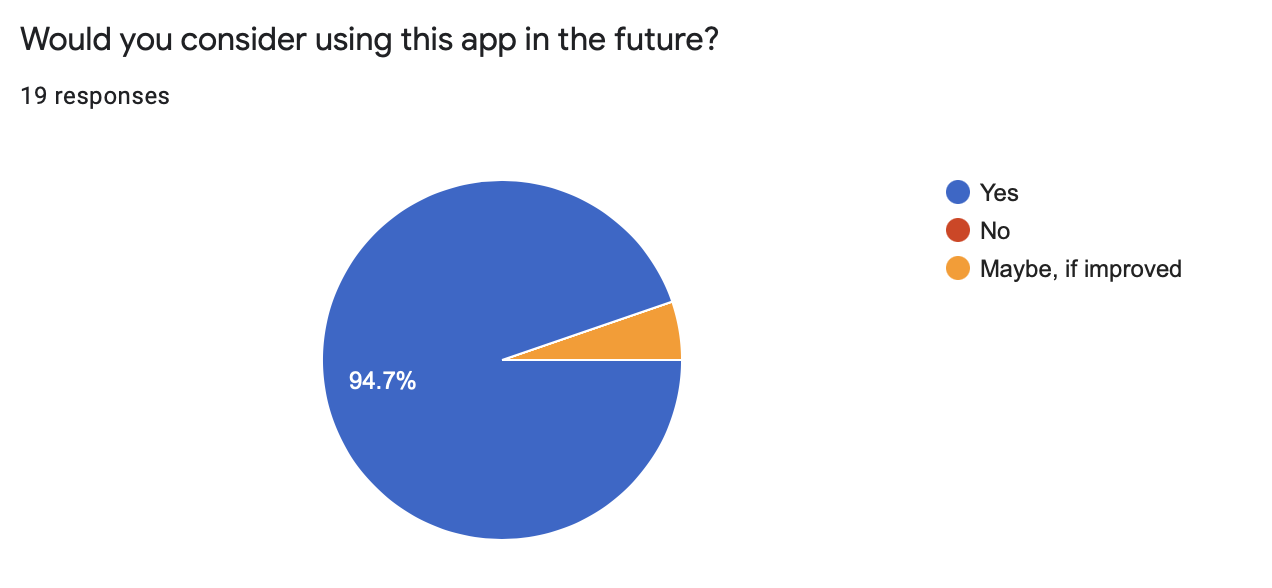 Would you consider using this app in the future?
19 responses
94.7%
Yes
No
Maybe, if improved